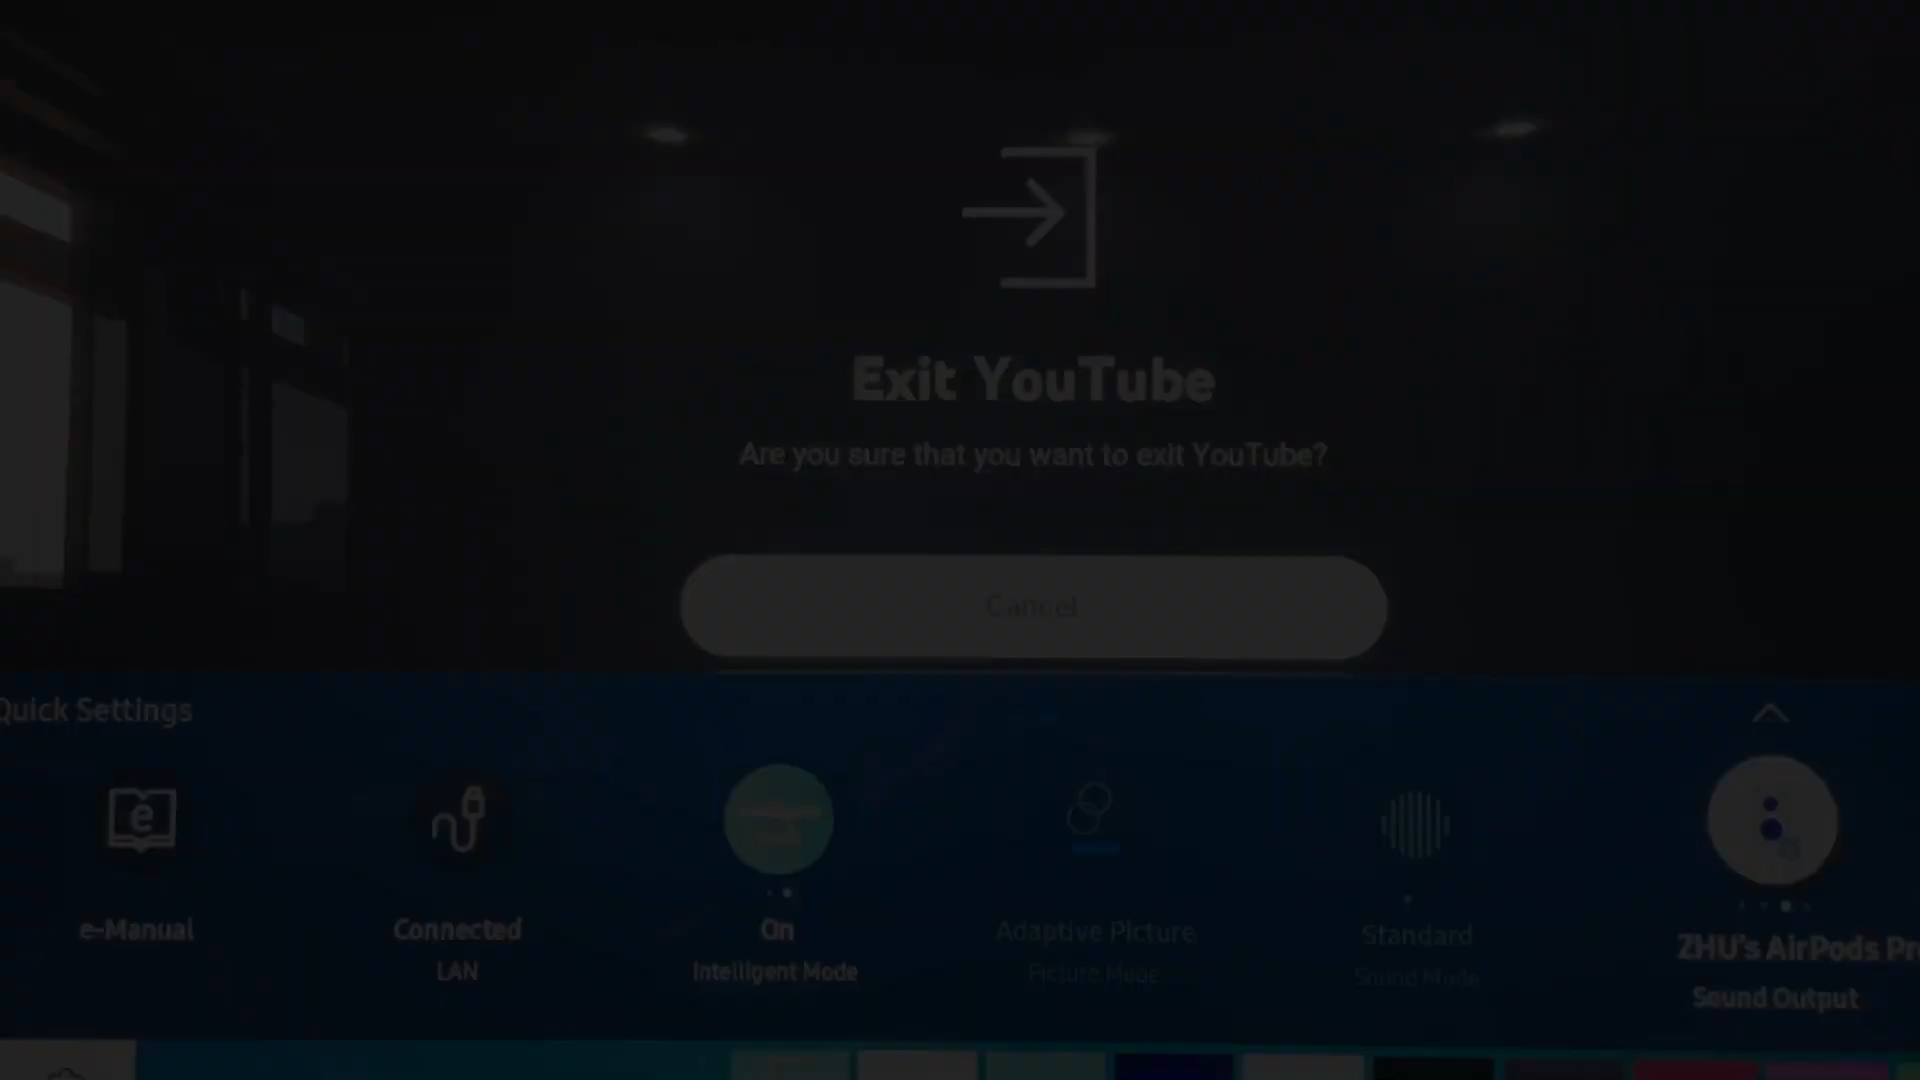 Exit YouTube
Are you sure that you want to exit YouTube?
Cancel
Quick Settings
e-Manual
Connected
LAN
On
Intelligent Mode
Adaptive Picture
Picture Mode
Standard
Sound Mode
ZHU's AirPods Pro
Sound Output